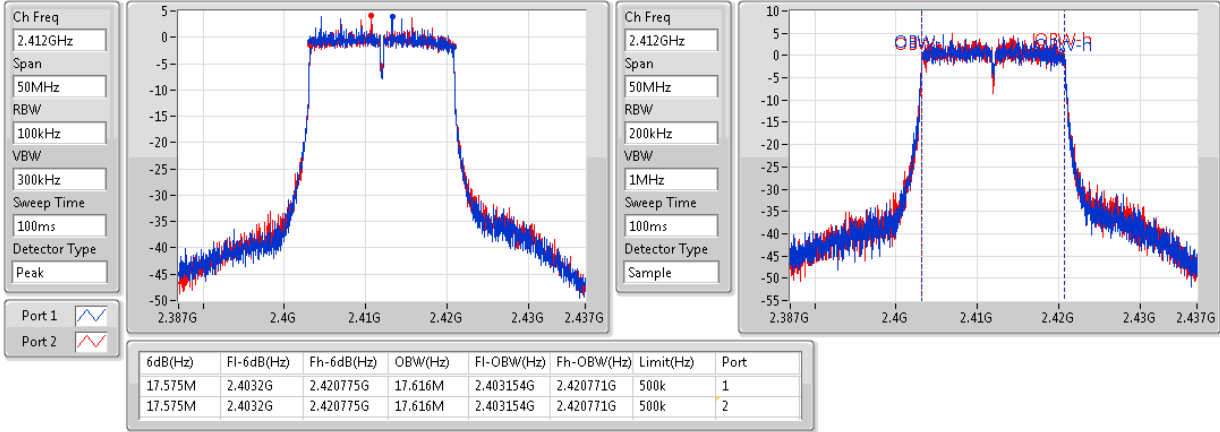 Ch Freq
2.412GHz
Span
50MHz
RBW
100kHz
VBW
300kHz
Sweep Time
100ms
Detector Type
Peak
Port 1
Port 2
5
0
-5
-10
-15
-20
-25
-30
-35
-40
-45
-50
2.387G 2.4G 2.41G 2.42G 2.43G 2.437G
Ch Freq
2.412GHz
Span
50MHz
RBW
200kHz
VBW
1MHz
Sweep Time
100ms
Detector Type
Sample
10
5
0
-5
-10
-15
-20
-25
-30
-35
-40
-45
-50
-55
OBW-l OBW-h
2.387G 2.4G 2.41G 2.42G 2.43G 2.437G
6dB(Hz) Fl-6dB(Hz) Fh-6dB(Hz) OBW(Hz) Fl-OBW(Hz) Fh-OBW(Hz) Limit(Hz) Port
17.575M 2.4032G 2.420775G 17.616M 2.403154G 2.420771G 500k 1
17.575M 2.4032G 2.420775G 17.616M 2.403154G 2.420771G 500k 2